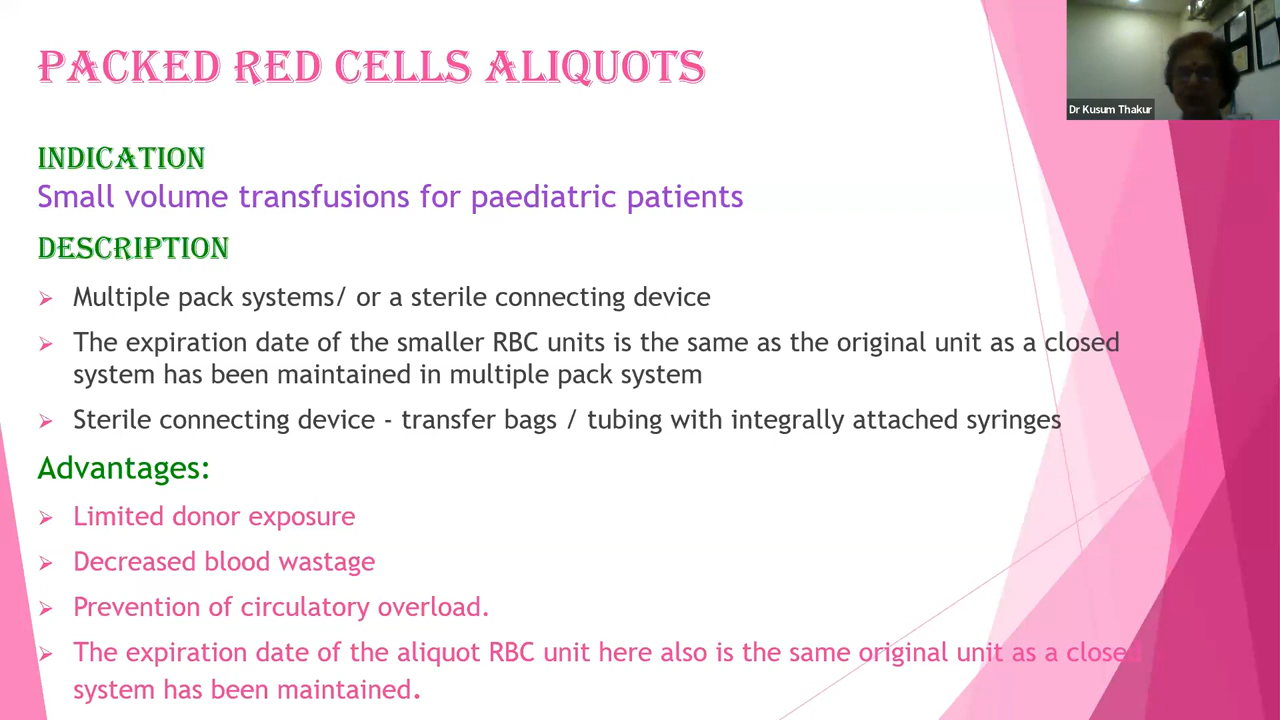 PACKED RED CELLS ALIQUOTS
Dr Kusum Thakur
INDICATION
Small volume transfusions for paediatric patients
DESCRIPTION
Multiple pack systems/ or a sterile connecting device
The expiration date of the smaller RBC units is the same as the original unit as a closed
system has been maintained in multiple pack system
Sterile connecting device - transfer bags / tubing with integrally attached syringes
Advantages:
Limited donor exposure
Decreased blood wastage
Prevention of circulatory overload.
The expiration date of the aliquot RBC unit here also is the same original unit as a closed
system has been maintained.